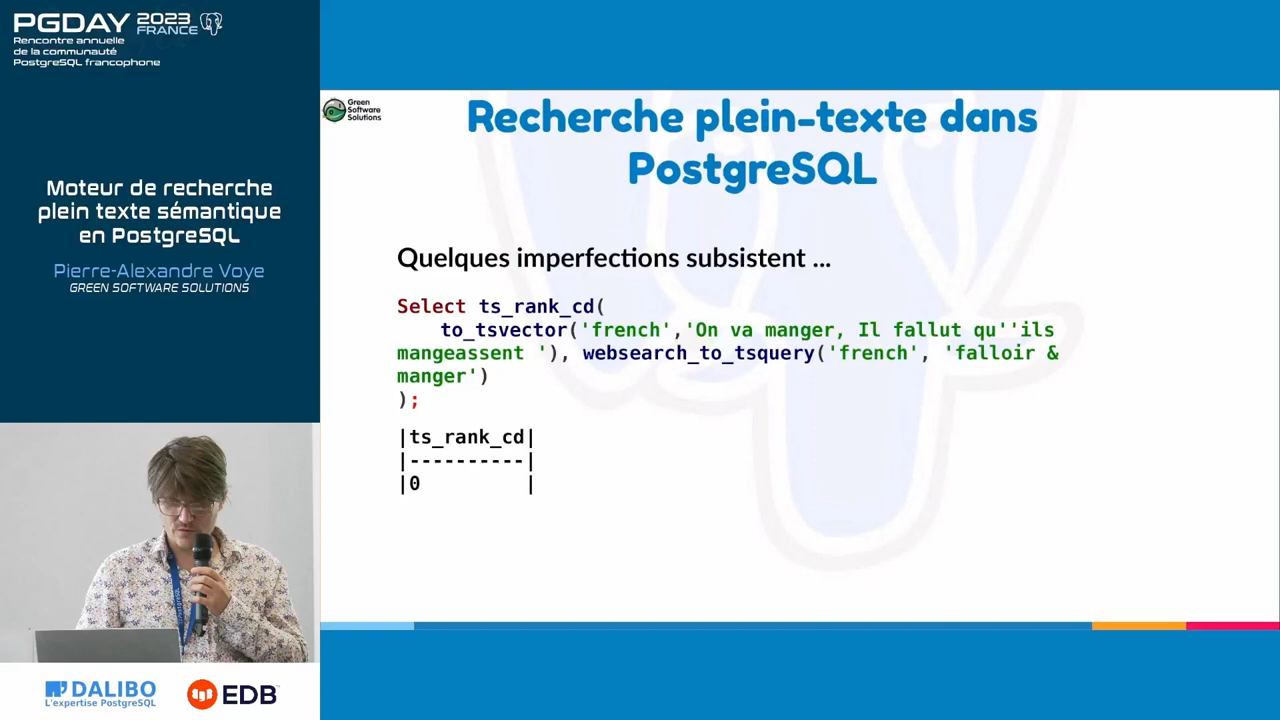 PGDAY 2023 FRANCE
Rencontre annuelle
de la communauté
PostgreSQL francophone
Moteur de recherche
plein texte sémantique
en PostgreSQL
Pierre-Alexandre Voye
GREEN SOFTWARE SOLUTIONS
Green
Software
Solutions
Recherche plein-texte dans
PostgreSQL
Quelques imperfections subsistent ...
Select ts_rank_cd(
to_tsvector('french','On va manger, Il fallut qu''ils
mangeassent '), websearch_to_tsquery('french', 'falloir &
manger')
);
|ts_rank_cd|
|----------|
|0         |
PostgreSQL
DALIBO
L'expertise PostgreSQL
EDB